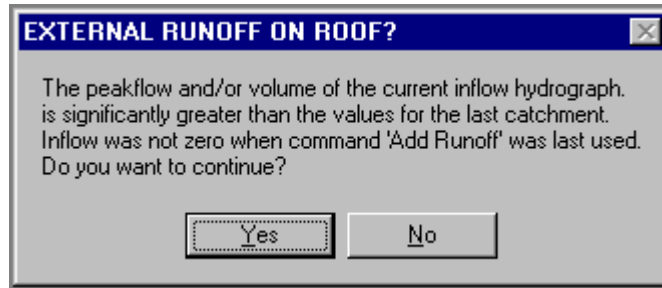 EXTERNAL RUNOFF ON ROOF?
The peakflow and/or volume of the current inflow hydrograph.
is significantly greater than the values for the last catchment.
Inflow was not zero when command 'Add Runoff' was last used.
Do you want to continue?
Yes No